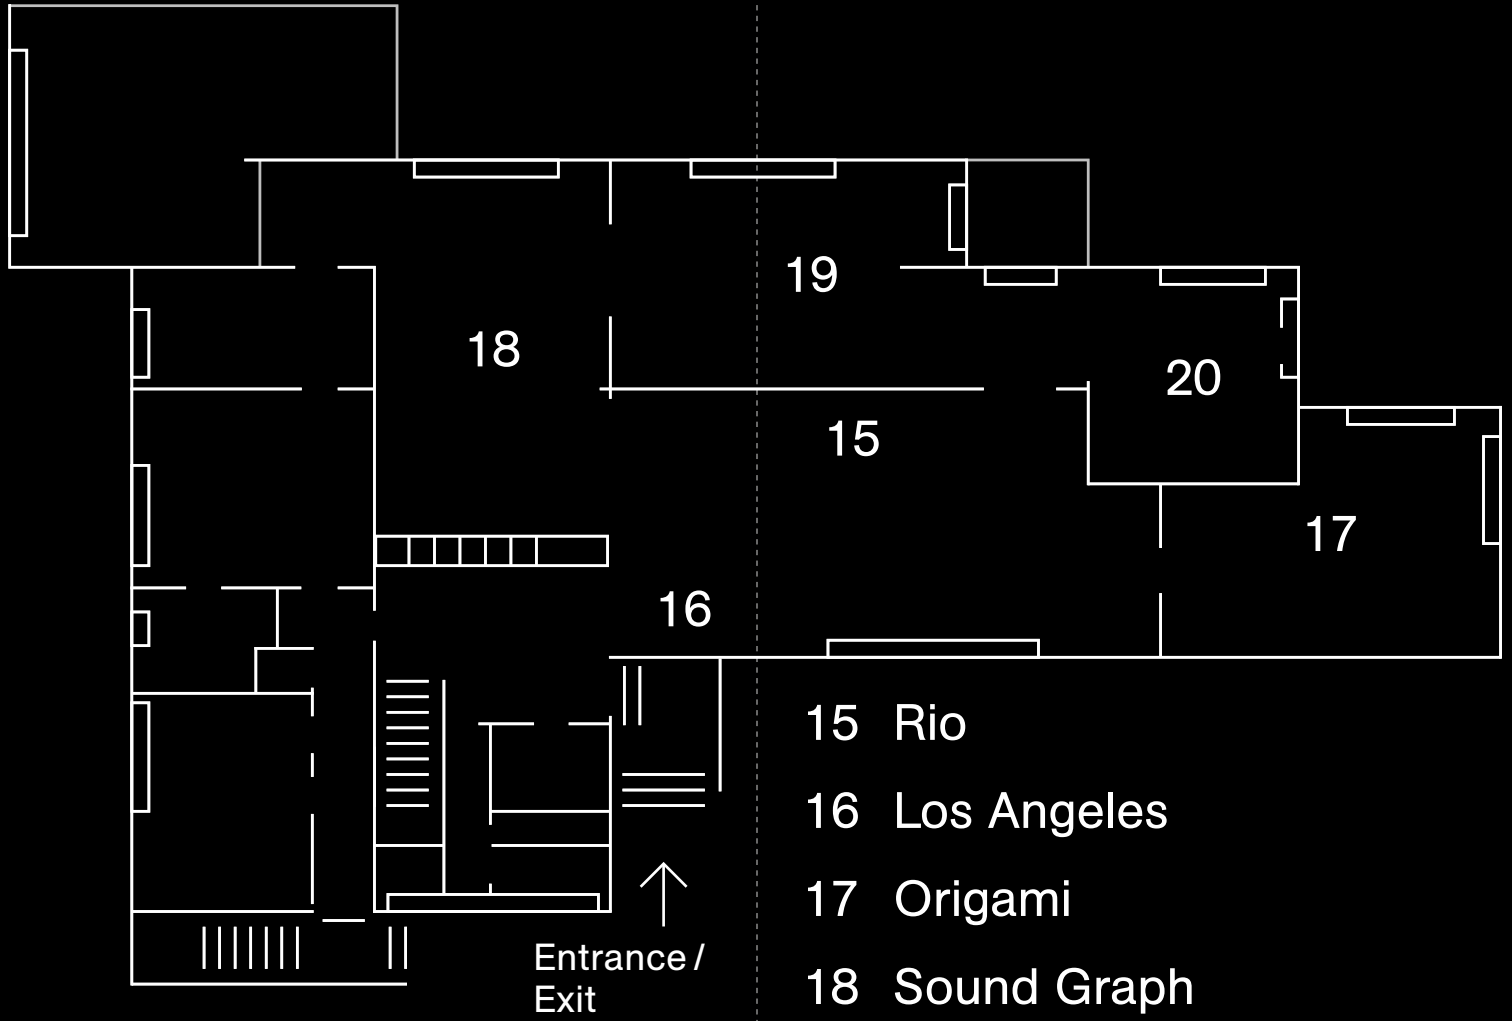 19
18
20
15
17
16
15 Rio
16 Los Angeles
17 Origami
18 Sound Graph
Entrance /
Exit